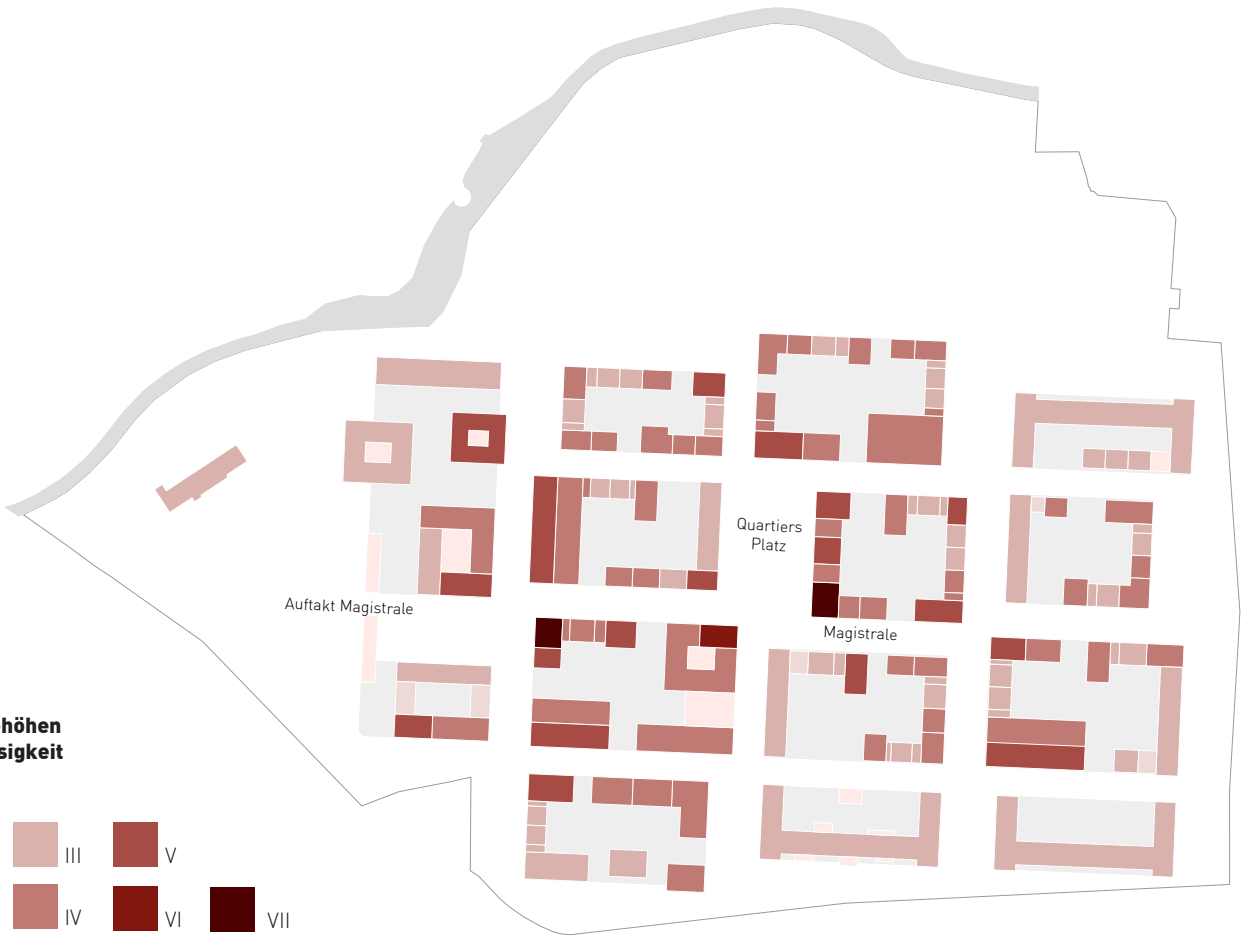 Quartiers
Platz
Auftakt Magistrale
Magistrale
höhen
sigkeit
III
V
IV
VI
VII